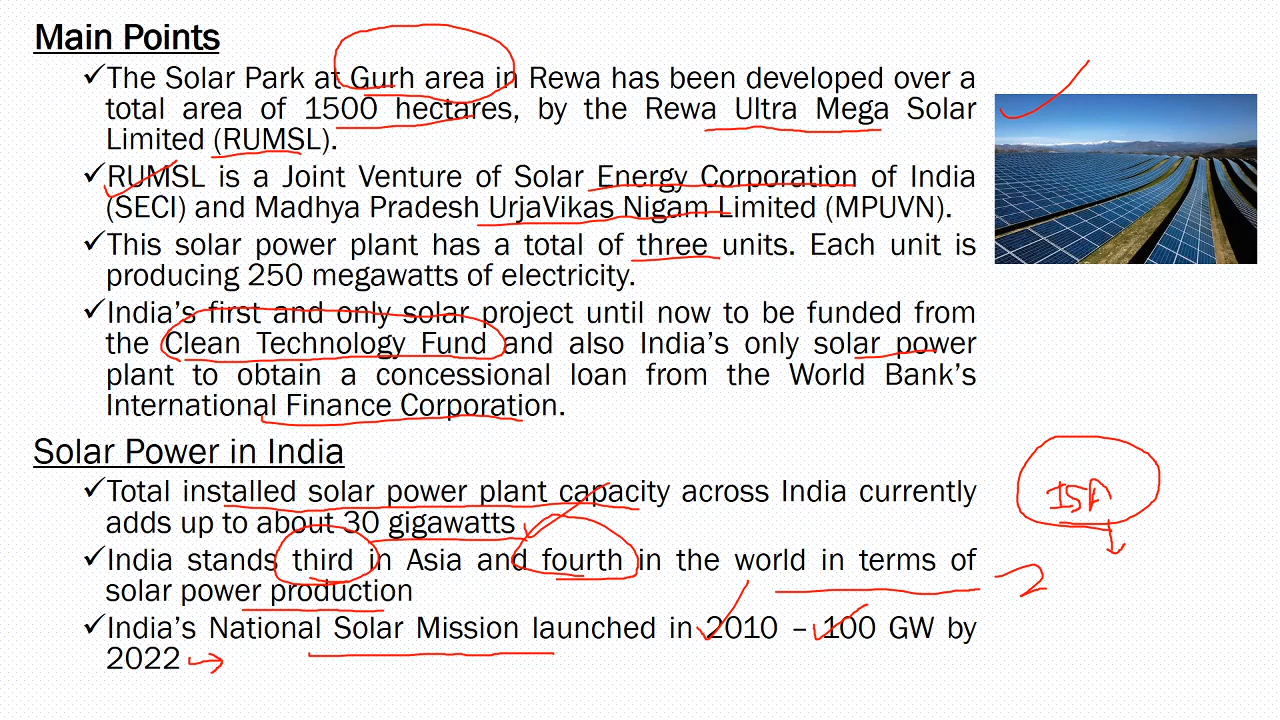 Main Points
✓The Solar Park at Gurh area in Rewa has been developed over a
total area of 1500 hectares, by the Rewa Ultra Mega Solar
Limited (RUMSL).
✓RUMSL is a Joint Venture of Solar Energy Corporation of India
(SECI) and Madhya Pradesh UrjaVikas Nigam Limited (MPUVN).
✓This solar power plant has a total of three units. Each unit is
producing 250 megawatts of electricity.
✓India's first and only solar project until now to be funded from
the Clean Technology Fund and also India's only solar power
plant to obtain a concessional loan from the World Bank's
International Finance Corporation.
Solar Power in India
✓Total installed solar power plant capacity across India currently
adds up to about 30 gigawatts
ISA
✓India stands third in Asia and fourth in the world in terms of
solar power production
2
✓India's National Solar Mission launched in 2010 – 100 GW by
2022